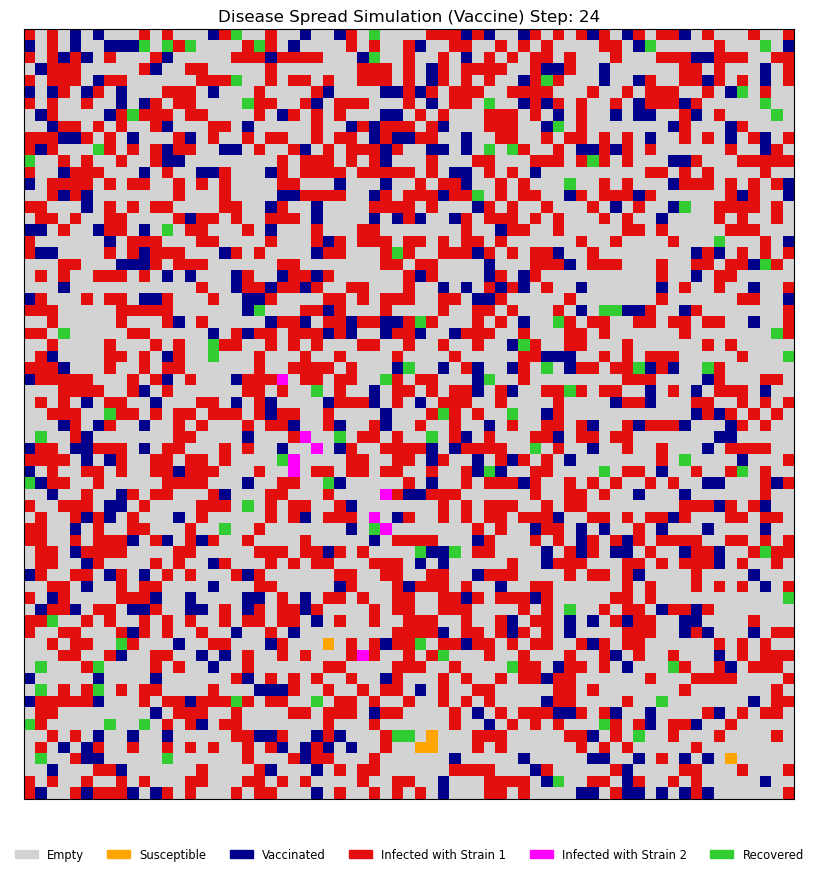 Disease Spread Simulation (Vaccine) Step: 24
Empty Susceptible Vaccinated Infected with Strain 1 Infected with Strain 2 Recovered